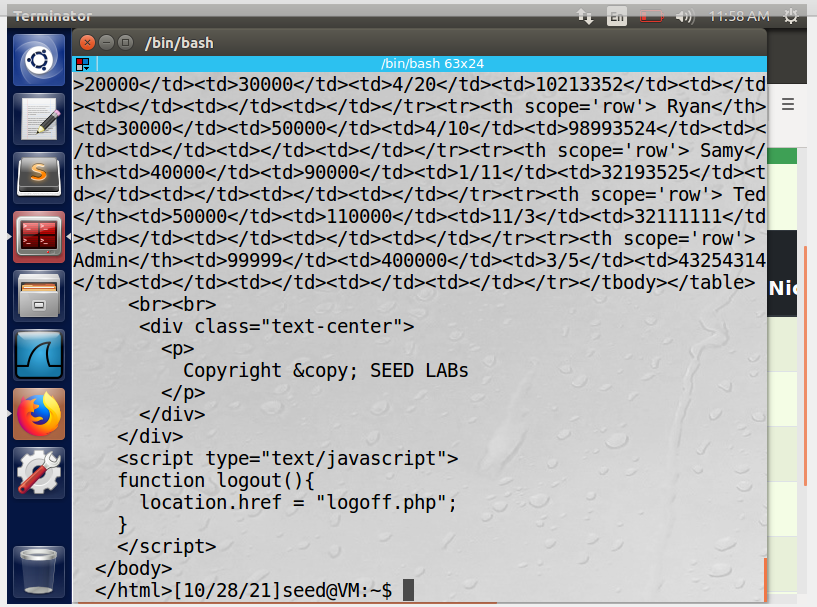 Terminator
En
11:58 AM
/bin/bash
/bin/bash 63x24
>20000</td><td>30000</td><td>4/20</td><td>10213352</td><td></td
><td></td><td></td><td></td><td></td></tr><tr><th scope='row'> Ryan</th>
<td>30000</td><td>50000</td><td>4/10</td><td>98993524</td><td><
/td><td></td><td></td><td></td><td></td></tr><tr><th scope='row'> Samy</
th><td>40000</td><td>90000</td><td>1/11</td><td>32193525</td><t
d></td><td></td><td></td><td></td><td></td></tr><tr><th scope='row'> Ted
</th><td>50000</td><td>110000</td><td>11/3</td><td>32111111</td
><td></td><td></td><td></td><td></td><td></td></tr><tr><th scope='row'>
Admin</th><td>99999</td><td>400000</td><td>3/5</td><td>43254314
</td><td></td><td></td><td></td><td></td><td></td></tr></tbody></table>
<br><br>
<div class="text-center">
<p>
Copyright &copy; SEED LABs
</p>
</div>
</div>
<script type="text/javascript">
function logout(){
location.href = "logoff.php";
}
</script>
</body>
</html>[10/28/21]seed@VM:~$